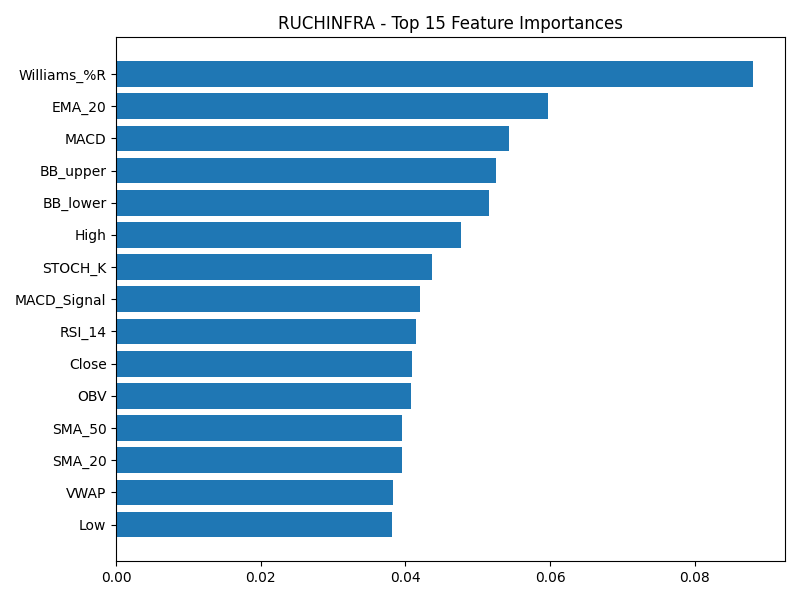 RUCHINFRA - Top 15 Feature Importances
Williams_%R
EMA_20
MACD
BB_upper
BB_lower
High
STOCH_K
MACD_Signal
RSI_14
Close
OBV
SMA_50
SMA_20
VWAP
Low
0.00 0.02 0.04 0.06 0.08